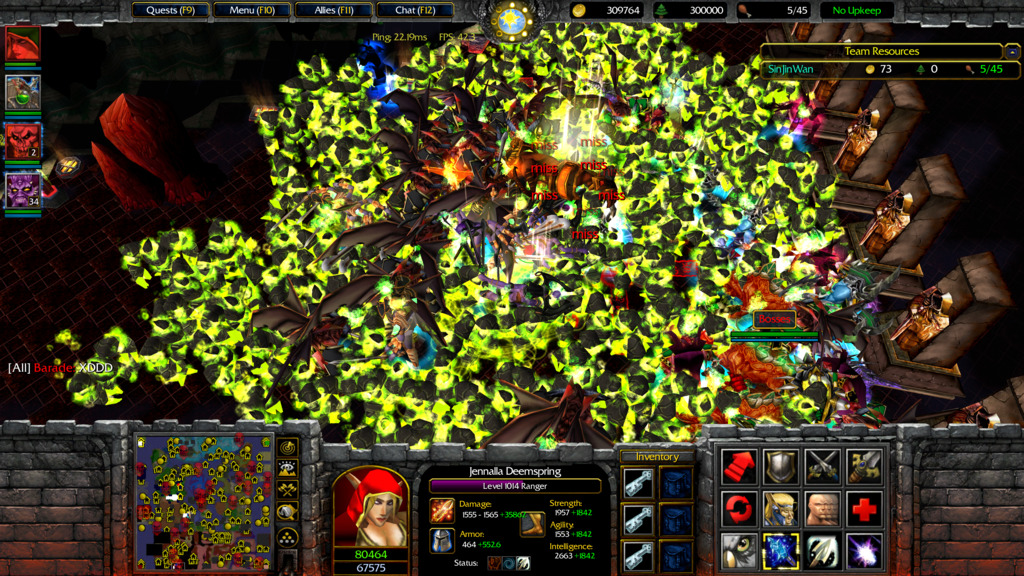 Quests (F9) Menu (F10) Allies (F11) Chat (F12) 309764 300000 5/45 No Upkeep
Ping: 22.19ms FPS: 42.3
Team Resources
SinJinWan 73 0 5/45
2
34
miss miss
miss miss
miss miss
miss
Bosses
[All] Barade: XDDD
Inventory
Jennalla Deemspring
Level 1014 Ranger
Damage:
1555 - 1565
Armor:
464 +552.6
Status:
Strength:
1957 +1842
Agility:
1553 +1842
Intelligence:
2663 +1842
80464
67575